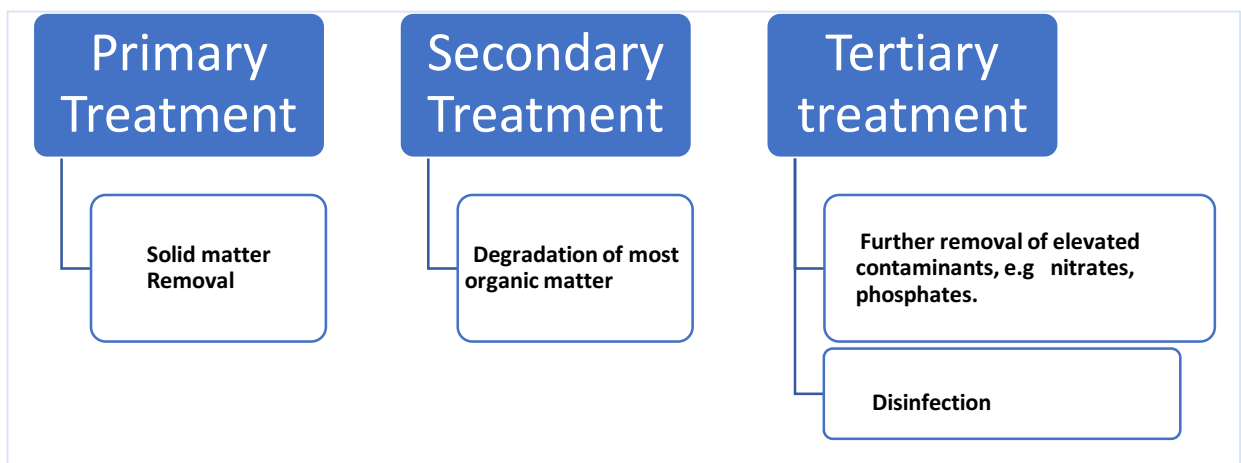 Primary
Treatment
Solid matter
Removal
Secondary
Treatment
Degradation of most
organic matter
Tertiary
treatment
Further removal of elevated
contaminants, e.g nitrates,
phosphates.
Disinfection